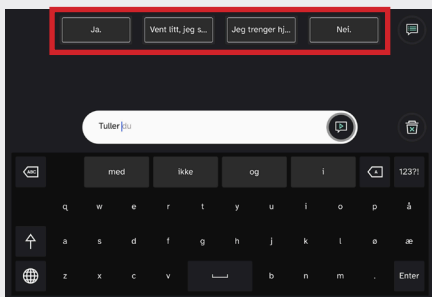 Ja. Vent litt, jeg s... Jeg trenger hj... Nei.
Tuller du
ABC med ikke og i A 123?!
q w e r t y u i o p å
a s d f g h j k l ø æ
z x c v b n m . Enter